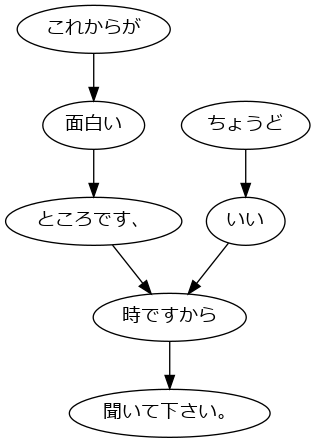 これからが
面白い
ちょうど
ところです、
いい
時ですから
聞いて下さい。